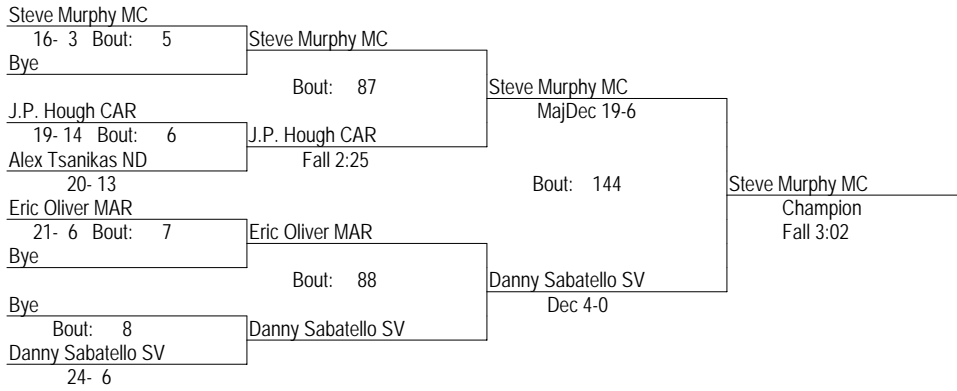 Steve Murphy MC
16- 3 Bout: 5
Steve Murphy MC
Bye
Bout: 87
Steve Murphy MC
MajDec 19-6
J.P. Hough CAR
19- 14 Bout: 6
J.P. Hough CAR
Alex Tsanikas ND
Fall 2:25
20- 13
Bout: 144
Steve Murphy MC
Champion
Fall 3:02
Eric Oliver MAR
21- 6 Bout: 7
Eric Oliver MAR
Bye
Bout: 88
Danny Sabatello SV
Dec 4-0
Bye
Bout: 8
Danny Sabatello SV
Danny Sabatello SV
24- 6